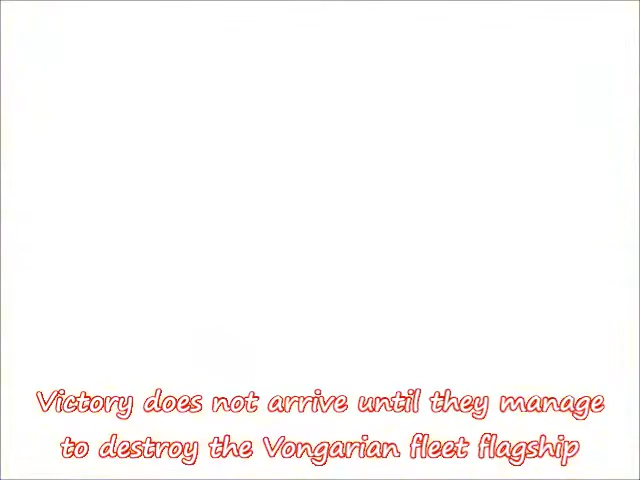 Victory does not arrive until they manage
to destroy the Vongarian fleet flagship